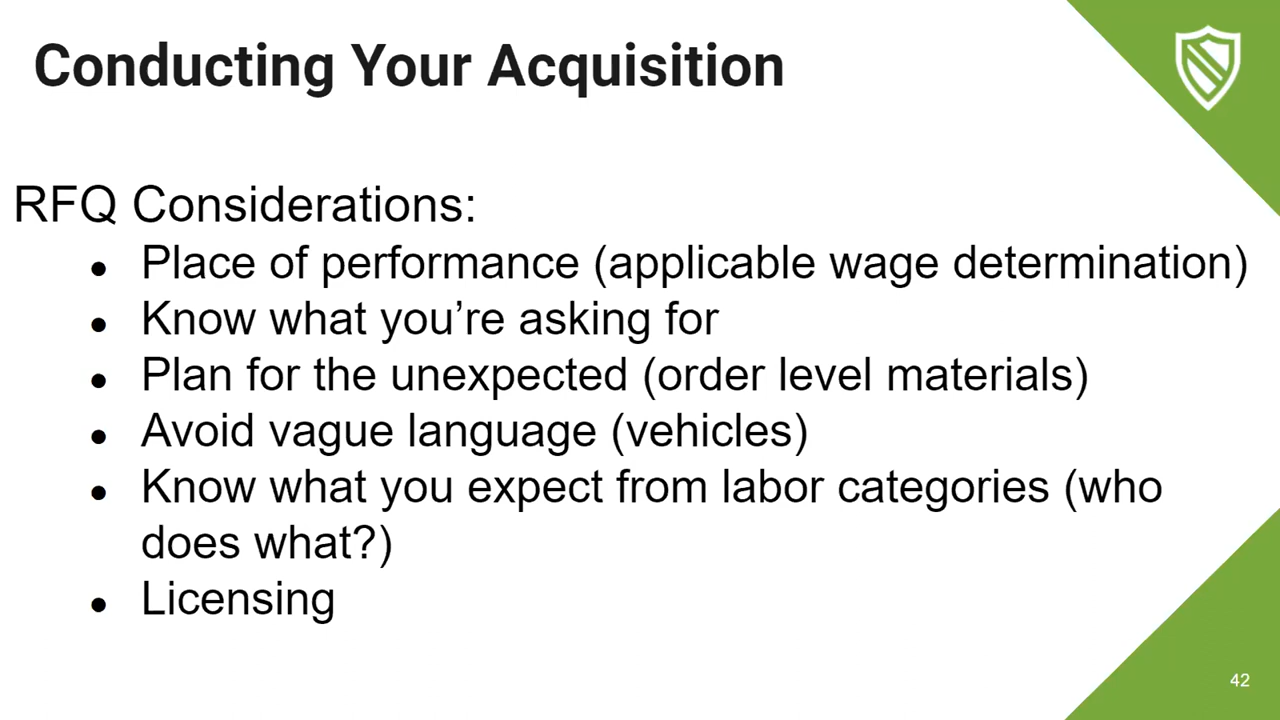 Conducting Your Acquisition
RFQ Considerations:
● Place of performance (applicable wage determination)
● Know what you’re asking for
● Plan for the unexpected (order level materials)
● Avoid vague language (vehicles)
● Know what you expect from labor categories (who
does what?)
● Licensing
42